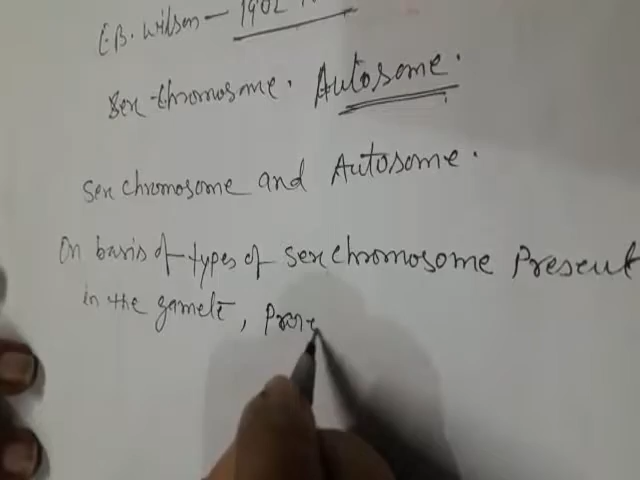 E.B. Wilson — 1902
Sex-chromosome. Autosome.
Sex chromosome and Autosome.
On basis of types of sex chromosome Present
in the gamete,